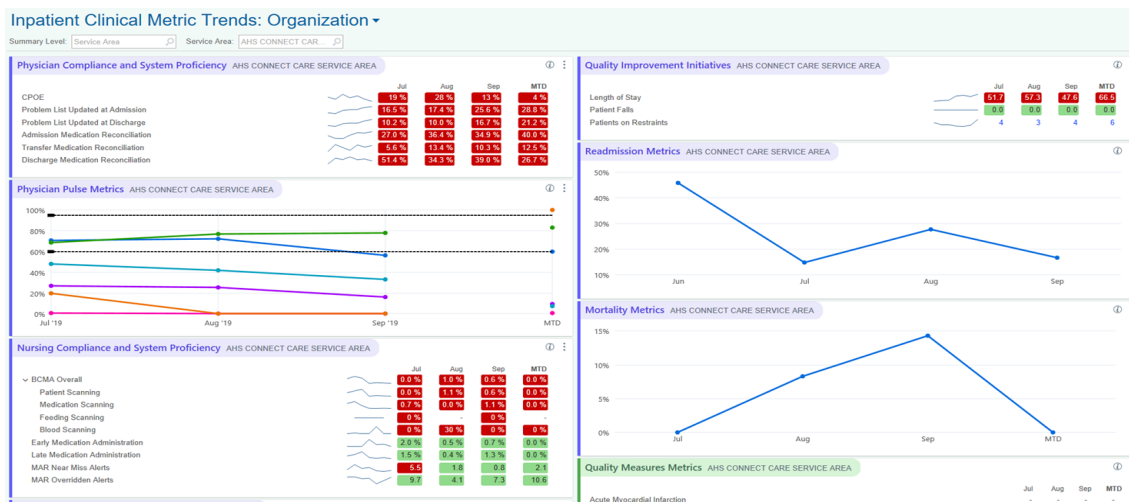 Inpatient Clinical Metric Trends: Organization
Summary Level: Service Area Service Area: AHS CONNECT CAR...
Physician Compliance and System Proficiency AHS CONNECT CARE SERVICE AREA
Jul Aug Sep MTD
CPOE 19 % 28 % 13 % 4 %
Problem List Updated at Admission 16.5 % 17.4 % 25.6 % 28.8 %
Problem List Updated at Discharge 10.2 % 10.0 % 16.7 % 21.2 %
Admission Medication Reconciliation 27.0 % 36.4 % 34.9 % 40.0 %
Transfer Medication Reconciliation 5.6 % 13.4 % 10.3 % 12.5 %
Discharge Medication Reconciliation 51.4 % 34.3 % 39.0 % 26.7 %
Physician Pulse Metrics AHS CONNECT CARE SERVICE AREA
100%
80%
60%
40%
20%
0%
Jul '19 Aug '19 Sep '19 MTD
Nursing Compliance and System Proficiency AHS CONNECT CARE SERVICE AREA
Jul Aug Sep MTD
BCMA Overall 0.0 % 1.0 % 0.6 % 0.0 %
Patient Scanning 0.0 % 1.1 % 0.6 % 0.0 %
Medication Scanning 0.7 % 0.0 % 1.1 % 0.0 %
Feeding Scanning 0 % - 0 % -
Blood Scanning 0 % 30 % 0 % 0 %
Early Medication Administration 2.0 % 0.5 % 0.7 % 0.0 %
Late Medication Administration 1.5 % 0.4 % 1.3 % 0.0 %
MAR Near Miss Alerts 5.5 1.8 0.8 2.1
MAR Overridden Alerts 9.7 4.1 7.3 10.6
Quality Improvement Initiatives AHS CONNECT CARE SERVICE AREA
Jul Aug Sep MTD
Length of Stay 51.7 57.3 47.6 66.5
Patient Falls 0.0 0.0 0.0 0.0
Patients on Restraints 4 3 4 6
Readmission Metrics AHS CONNECT CARE SERVICE AREA
50%
40%
30%
20%
10%
Jun Jul Aug Sep
Mortality Metrics AHS CONNECT CARE SERVICE AREA
15%
10%
5%
0%
Jul Aug Sep MTD
Quality Measures Metrics AHS CONNECT CARE SERVICE AREA
Jul Aug Sep MTD
Acute Myocardial Infarction - - - -